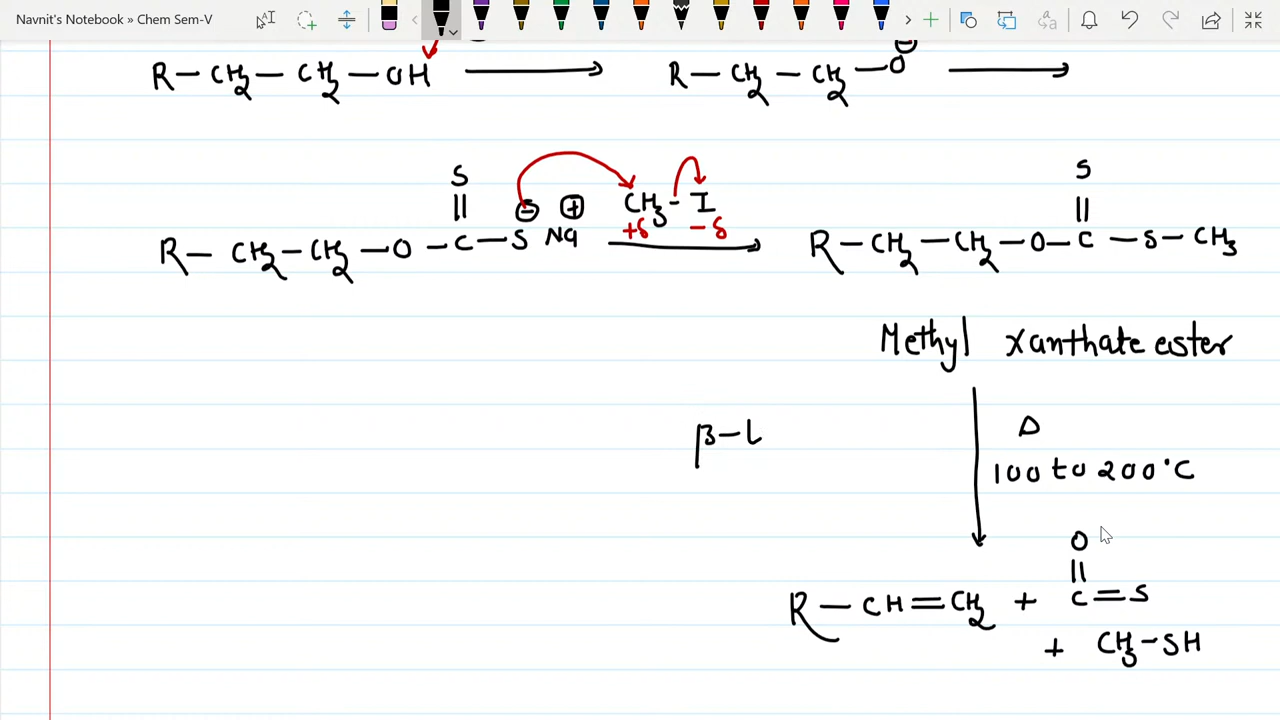 Navnit's Notebook » Chem Sem-V
R—CH2—CH2—OH ⟶ R—CH2—CH2—O ⊖ ⟶
S S
|| ⊖ ⊕ CH3-I ||
+δ -δ
R—CH2—CH2—O—C—S Na ⟶ R—CH2—CH2—O—C—S—CH3
Methyl xanthate ester
Δ
β-l
100 to 200°C
O
||
R—CH=CH2 + C=S
+ CH3-SH